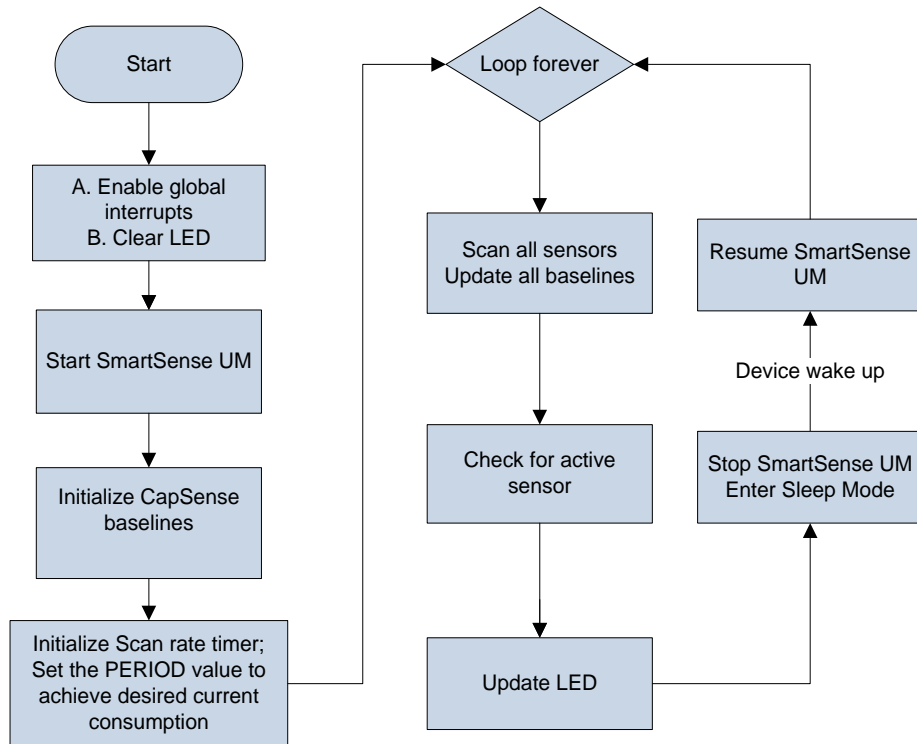 Start
A. Enable global
interrupts
B. Clear LED
Start SmartSense UM
Initialize CapSense
baselines
Initialize Scan rate timer;
Set the PERIOD value to
achieve desired current
consumption
Loop forever
Scan all sensors
Update all baselines
Check for active
sensor
Update LED
Stop SmartSense UM
Enter Sleep Mode
Device wake up
Resume SmartSense
UM